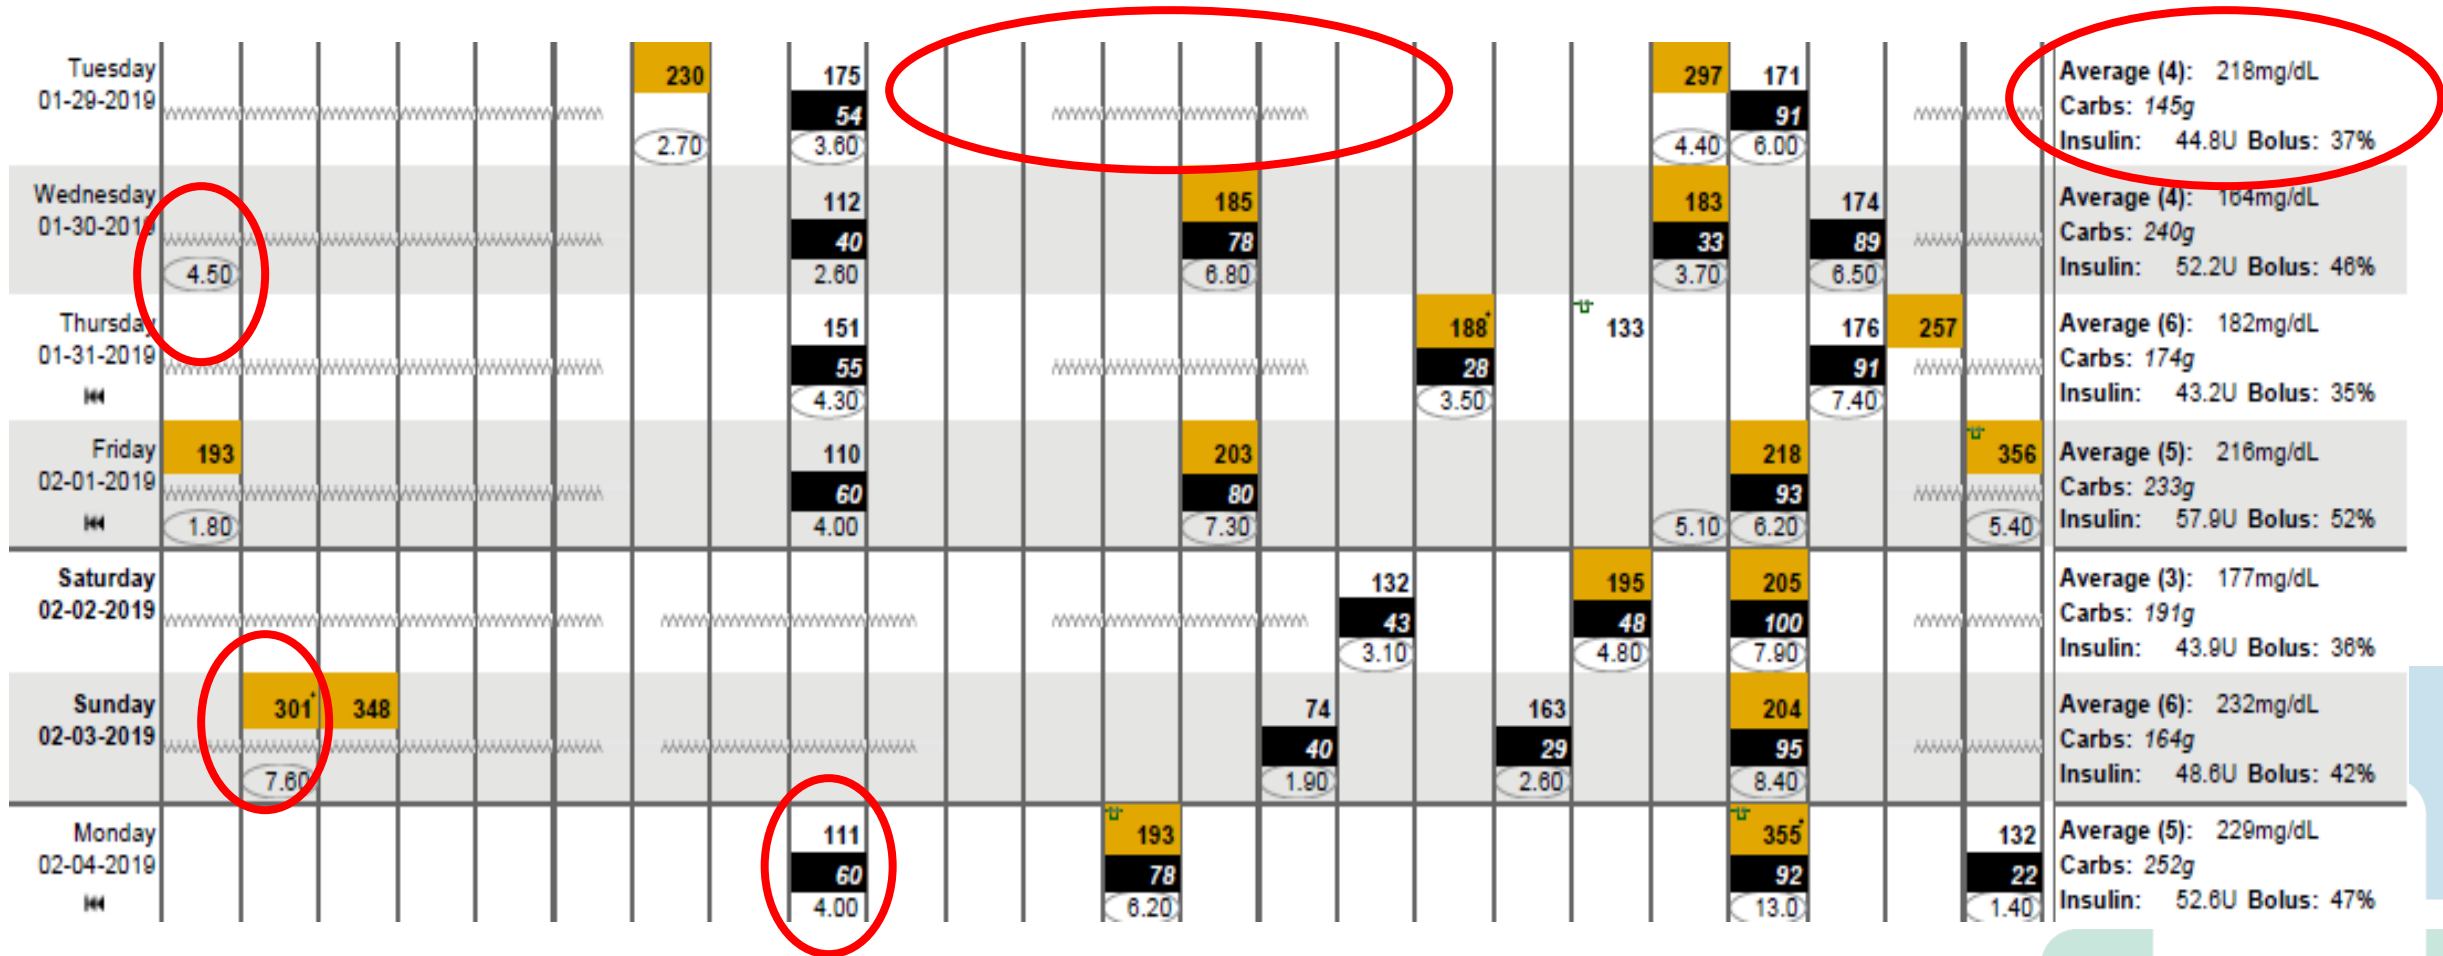 230 175 297 171
Tuesday
01-29-2019
54 91
2.70 3.60 4.40 6.00
Average (4): 218mg/dL
Carbs: 145g
Insulin: 44.8U Bolus: 37%
Wednesday
01-30-2019
112 185 183 174
40 78 33 89
4.50 2.60 6.80 3.70 6.50
Average (4): 164mg/dL
Carbs: 240g
Insulin: 52.2U Bolus: 46%
Thursday
01-31-2019
151 188 133 176 257
55 28 91
4.30 3.50 7.40
Average (6): 182mg/dL
Carbs: 174g
Insulin: 43.2U Bolus: 35%
Friday
02-01-2019
193 110 203 218 356
60 80 93
1.80 4.00 7.30 5.10 6.20 5.40
Average (5): 216mg/dL
Carbs: 233g
Insulin: 57.9U Bolus: 52%
Saturday
02-02-2019
132 195 205
43 48 100
3.10 4.80 7.90
Average (3): 177mg/dL
Carbs: 191g
Insulin: 43.9U Bolus: 36%
Sunday
02-03-2019
301 348 74 163 204
40 29 95
7.60 1.90 2.60 8.40
Average (6): 232mg/dL
Carbs: 164g
Insulin: 48.6U Bolus: 42%
Monday
02-04-2019
111 193 355 132
60 78 92 22
4.00 6.20 13.0 1.40
Average (5): 229mg/dL
Carbs: 252g
Insulin: 52.6U Bolus: 47%